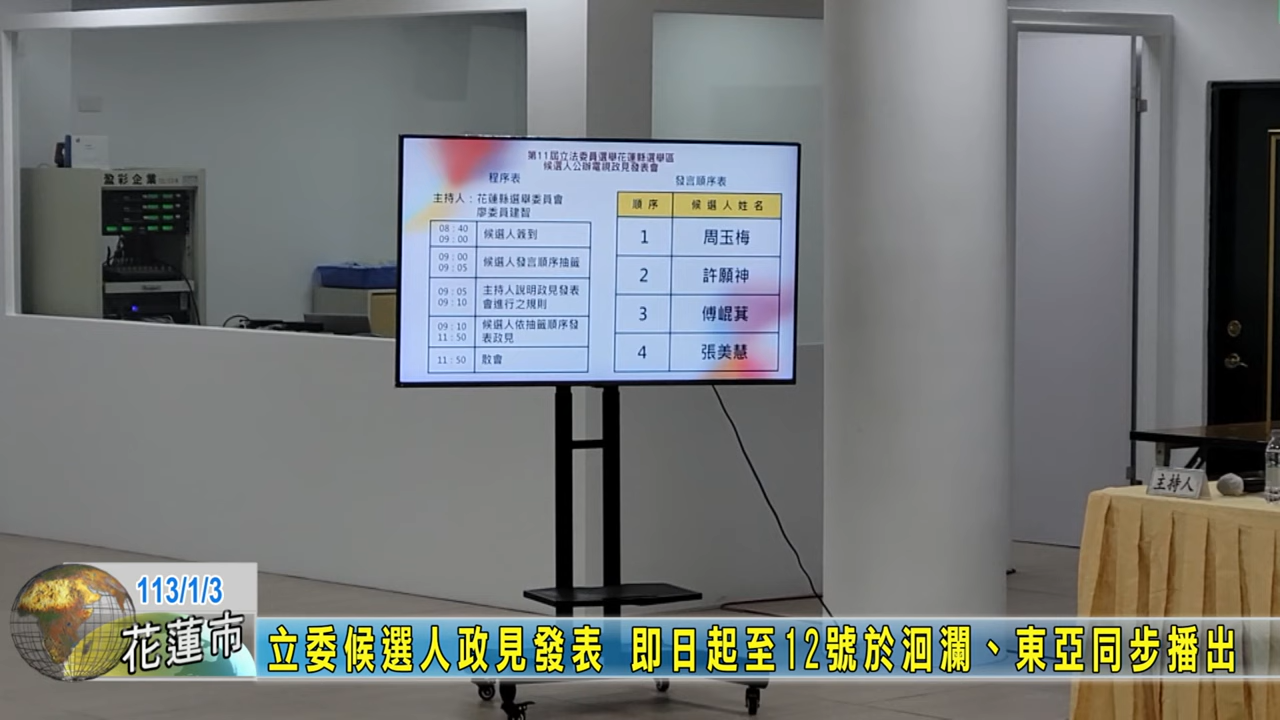 盈彩企業
第11屆立法委員選舉花蓮縣選舉區
候選人公辦電視政見發表會
程序表
主持人：花蓮縣選舉委員會
廖委員建智
08：40
09：00
候選人簽到
09：00
09：05
候選人發言順序抽籤
09：05
09：10
主持人說明政見發表
會進行之規則
09：10
11：50
候選人依抽籤順序發
表政見
11：50
散會
發言順序表
順序 候選人姓名
1 周玉梅
2 許願神
3 傅崐萁
4 張美慧
主持人
113/1/3
花蓮市
立委候選人政見發表 即日起至12號於洄瀾、東亞同步播出